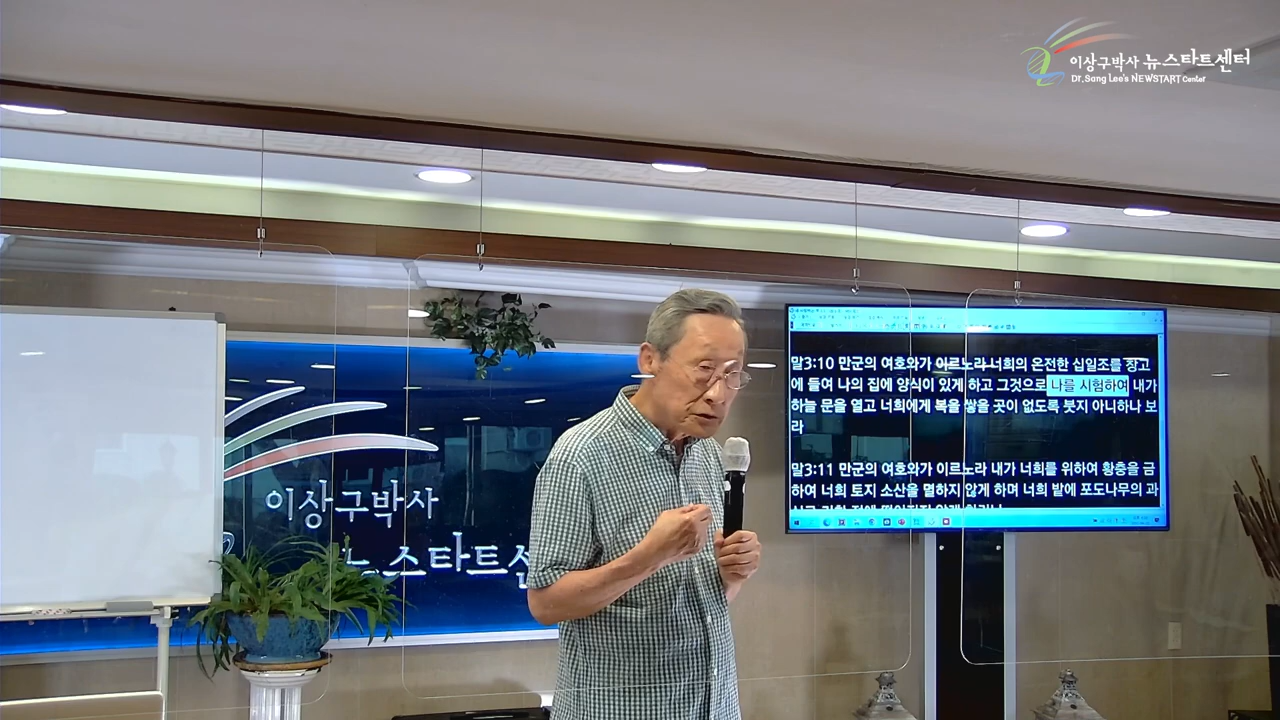 이상구박사 뉴스타트센터
Dr. Sang Lee's NEWSTART Center
말3:10 만군의 여호와가 이르노라 너희의 온전한 십일조를 창고
에 들여 나의 집에 양식이 있게 하고 그것으로 나를 시험하여 내가
하늘 문을 열고 너희에게 복을 쌓을 곳이 없도록 붓지 아니하나 보
라
말3:11 만군의 여호와가 이르노라 내가 너희를 위하여 황충을 금
하여 너희 토지 소산을 멸하지 않게 하며 너희 밭에 포도나무의 과
이상구박사
뉴스타트센